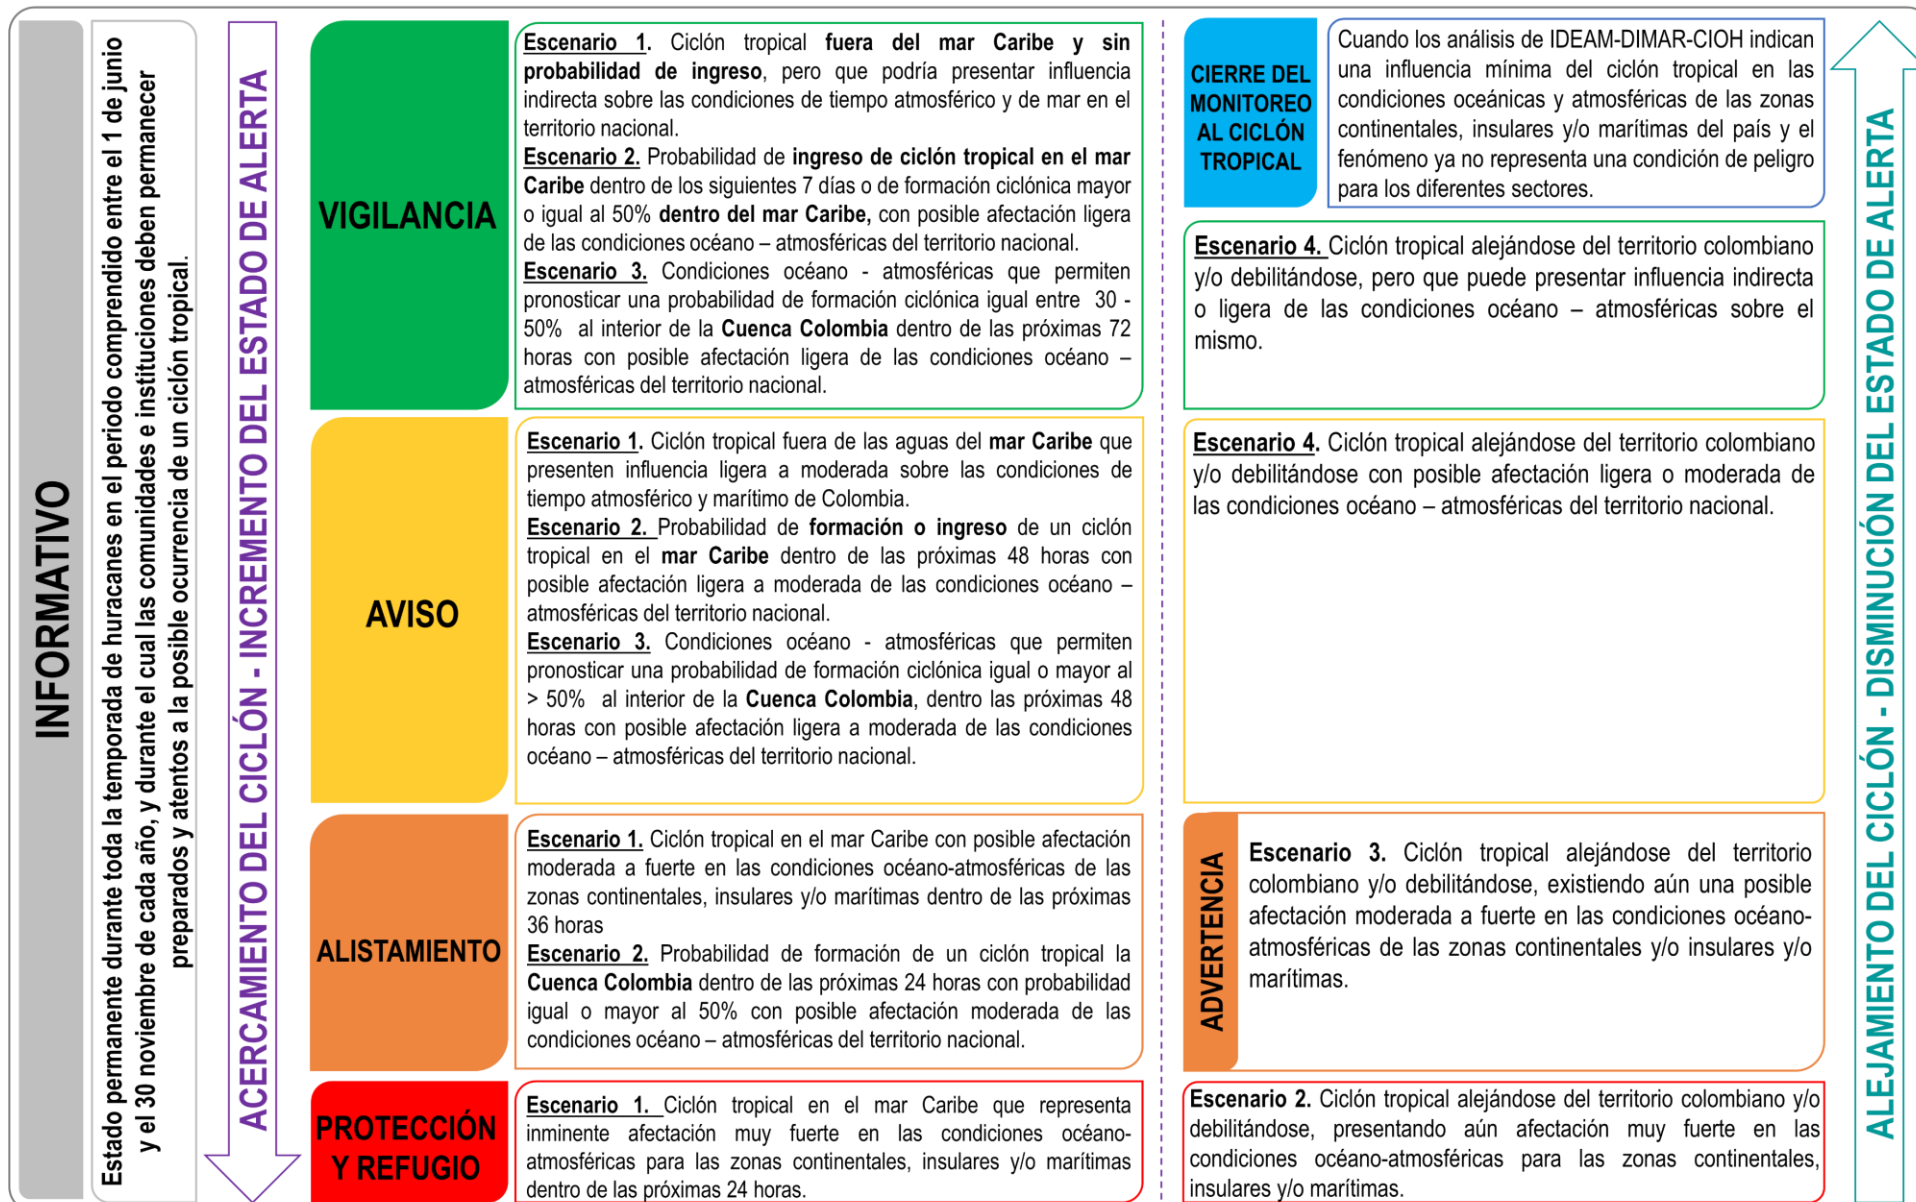 INFORMATIVO
Estado permanente durante toda la temporada de huracanes en el periodo comprendido entre el 1 de junio
y el 30 noviembre de cada año, y durante el cual las comunidades e instituciones deben permanecer
preparados y atentos a la posible ocurrencia de un ciclón tropical.
ACERCAMIENTO DEL CICLÓN - INCREMENTO DEL ESTADO DE ALERTA
VIGILANCIA
Escenario 1. Ciclón tropical fuera del mar Caribe y sin
probabilidad de ingreso, pero que podría presentar influencia
indirecta sobre las condiciones de tiempo atmosférico y de mar en el
territorio nacional.
Escenario 2. Probabilidad de ingreso de ciclón tropical en el mar
Caribe dentro de los siguientes 7 días o de formación ciclónica mayor
o igual al 50% dentro del mar Caribe, con posible afectación ligera
de las condiciones océano – atmosféricas del territorio nacional.
Escenario 3. Condiciones océano - atmosféricas que permiten
pronosticar una probabilidad de formación ciclónica igual entre 30 -
50% al interior de la Cuenca Colombia dentro de las próximas 72
horas con posible afectación ligera de las condiciones océano –
atmosféricas del territorio nacional.
AVISO
Escenario 1. Ciclón tropical fuera de las aguas del mar Caribe que
presenten influencia ligera a moderada sobre las condiciones de
tiempo atmosférico y marítimo de Colombia.
Escenario 2. Probabilidad de formación o ingreso de un ciclón
tropical en el mar Caribe dentro de las próximas 48 horas con
posible afectación ligera a moderada de las condiciones océano –
atmosféricas del territorio nacional.
Escenario 3. Condiciones océano - atmosféricas que permiten
pronosticar una probabilidad de formación ciclónica igual o mayor al
> 50% al interior de la Cuenca Colombia, dentro las próximas 48
horas con posible afectación ligera a moderada de las condiciones
océano – atmosféricas del territorio nacional.
ALISTAMIENTO
Escenario 1. Ciclón tropical en el mar Caribe con posible afectación
moderada a fuerte en las condiciones océano-atmosféricas de las
zonas continentales, insulares y/o marítimas dentro de las próximas
36 horas
Escenario 2. Probabilidad de formación de un ciclón tropical la
Cuenca Colombia dentro de las próximas 24 horas con probabilidad
igual o mayor al 50% con posible afectación moderada de las
condiciones océano – atmosféricas del territorio nacional.
PROTECCIÓN
Y REFUGIO
Escenario 1. Ciclón tropical en el mar Caribe que representa
inminente afectación muy fuerte en las condiciones océano-
atmosféricas para las zonas continentales, insulares y/o marítimas
dentro de las próximas 24 horas.
CIERRE DEL
MONITOREO
AL CICLÓN
TROPICAL
Cuando los análisis de IDEAM-DIMAR-CIOH indican
una influencia mínima del ciclón tropical en las
condiciones oceánicas y atmosféricas de las zonas
continentales, insulares y/o marítimas del país y el
fenómeno ya no representa una condición de peligro
para los diferentes sectores.
Escenario 4. Ciclón tropical alejándose del territorio colombiano
y/o debilitándose, pero que puede presentar influencia indirecta
o ligera de las condiciones océano – atmosféricas sobre el
mismo.
Escenario 4. Ciclón tropical alejándose del territorio colombiano
y/o debilitándose con posible afectación ligera o moderada de
las condiciones océano – atmosféricas del territorio nacional.
ADVERTENCIA
Escenario 3. Ciclón tropical alejándose del territorio
colombiano y/o debilitándose, existiendo aún una posible
afectación moderada a fuerte en las condiciones océano-
atmosféricas de las zonas continentales y/o insulares y/o
marítimas.
Escenario 2. Ciclón tropical alejándose del territorio colombiano y/o
debilitándose, presentando aún afectación muy fuerte en las
condiciones océano-atmosféricas para las zonas continentales,
insulares y/o marítimas.
ALEJAMIENTO DEL CICLÓN - DISMINUCIÓN DEL ESTADO DE ALERTA